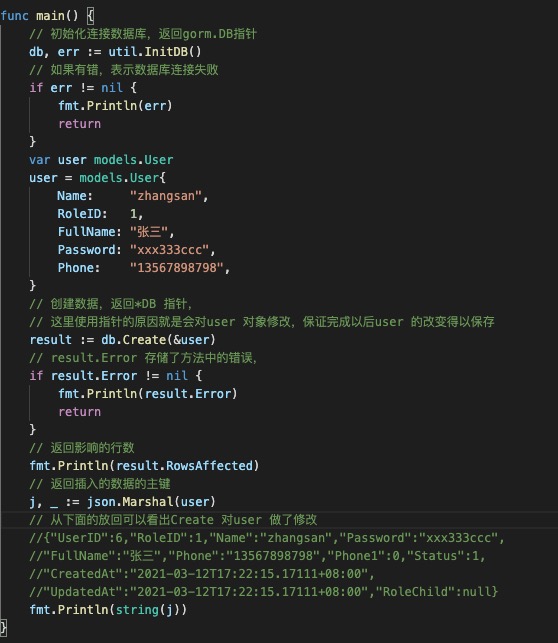 func main() {
// 初始化连接数据库，返回gorm.DB指针
db, err := util.InitDB()
// 如果有错，表示数据库连接失败
if err != nil {
fmt.Println(err)
return
}
var user models.User
user = models.User{
Name:     "zhangsan",
RoleID:   1,
FullName: "张三",
Password: "xxx333ccc",
Phone:    "13567898798",
}
// 创建数据，返回*DB 指针，
// 这里使用指针的原因就是会对user 对象修改，保证完成以后user 的改变得以保存
result := db.Create(&user)
// result.Error 存储了方法中的错误，
if result.Error != nil {
fmt.Println(result.Error)
return
}
// 返回影响的行数
fmt.Println(result.RowsAffected)
// 返回插入的数据的主键
j, _ := json.Marshal(user)
// 从下面的放回可以看出Create 对user 做了修改
//{"UserID":6,"RoleID":1,"Name":"zhangsan","Password":"xxx333ccc",
//"FullName":"张三","Phone":"13567898798","Phone1":0,"Status":1,
//"CreatedAt":"2021-03-12T17:22:15.17111+08:00",
//"UpdatedAt":"2021-03-12T17:22:15.17111+08:00","RoleChild":null}
fmt.Println(string(j))
}